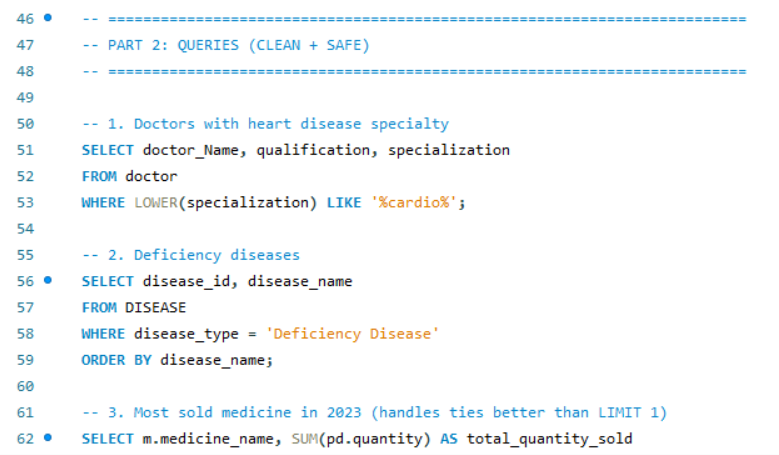 46 -- =========================================================================
47 -- PART 2: QUERIES (CLEAN + SAFE)
48 -- =========================================================================
49
50 -- 1. Doctors with heart disease specialty
51 SELECT doctor_Name, qualification, specialization
52 FROM doctor
53 WHERE LOWER(specialization) LIKE '%cardio%';
54
55 -- 2. Deficiency diseases
56 SELECT disease_id, disease_name
57 FROM DISEASE
58 WHERE disease_type = 'Deficiency Disease'
59 ORDER BY disease_name;
60
61 -- 3. Most sold medicine in 2023 (handles ties better than LIMIT 1)
62 SELECT m.medicine_name, SUM(pd.quantity) AS total_quantity_sold